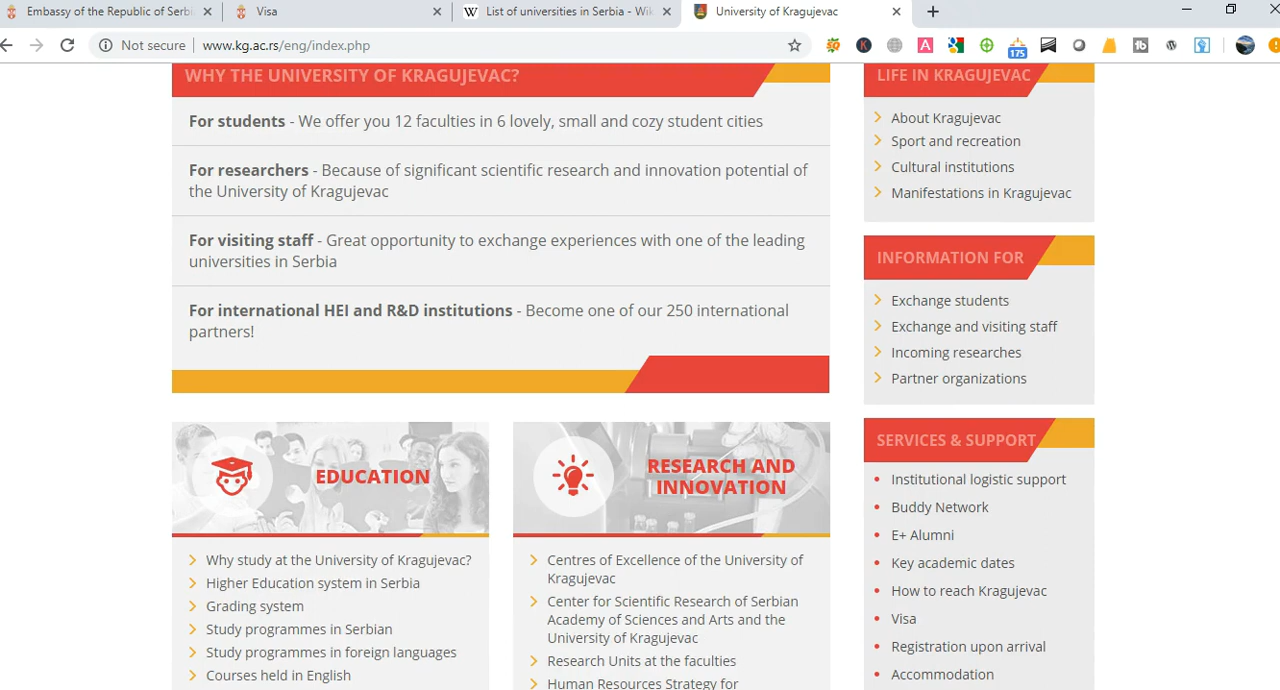 Embassy of the Republic of Serbi
Visa
List of universities in Serbia - Wik
University of Kragujevac
Not secure
www.kg.ac.rs/eng/index.php
175
WHY THE UNIVERSITY OF KRAGUJEVAC?
For students - We offer you 12 faculties in 6 lovely, small and cozy student cities
For researchers - Because of significant scientific research and innovation potential of
the University of Kragujevac
For visiting staff - Great opportunity to exchange experiences with one of the leading
universities in Serbia
For international HEI and R&D institutions - Become one of our 250 international
partners!
EDUCATION
Why study at the University of Kragujevac?
Higher Education system in Serbia
Grading system
Study programmes in Serbian
Study programmes in foreign languages
Courses held in English
RESEARCH AND
INNOVATION
Centres of Excellence of the University of
Kragujevac
Center for Scientific Research of Serbian
Academy of Sciences and Arts and the
University of Kragujevac
Research Units at the faculties
Human Resources Strategy for
LIFE IN KRAGUJEVAC
About Kragujevac
Sport and recreation
Cultural institutions
Manifestations in Kragujevac
INFORMATION FOR
Exchange students
Exchange and visiting staff
Incoming researches
Partner organizations
SERVICES & SUPPORT
Institutional logistic support
Buddy Network
E+ Alumni
Key academic dates
How to reach Kragujevac
Visa
Registration upon arrival
Accommodation